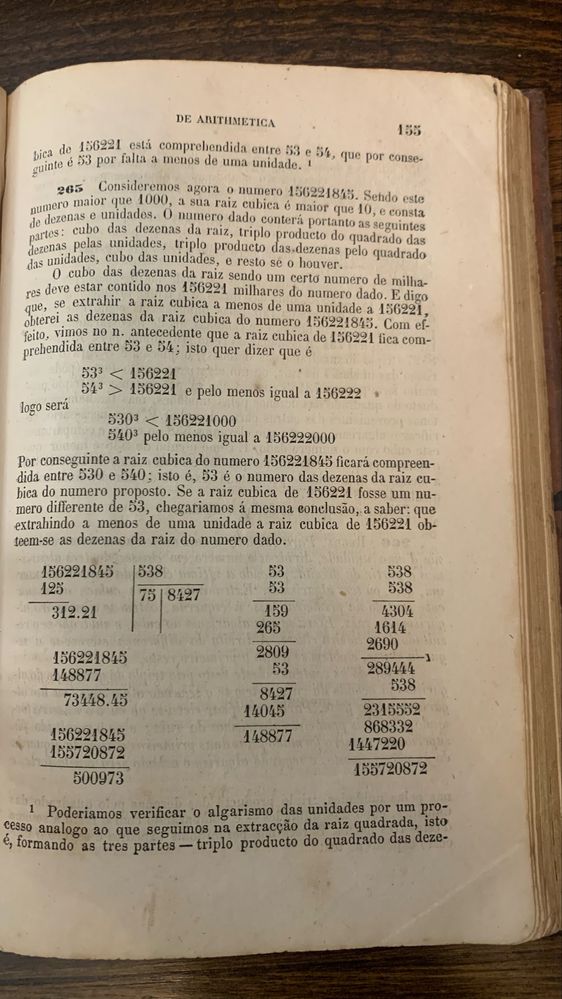 DE ARITHMETICA
155
bica de 156221 está comprehendida entre 53 e 54, que por conse-
guinte é 53 por falta a menos de uma unidade. ¹
265 Consideremos agora o numero 156221845. Sendo este
numero maior que 1000, a sua raiz cubica é maior que 10, e consta
de dezenas e unidades. O numero dado conterá portanto as seguintes
partes: cubo das dezenas da raiz, triplo producto do quadrado das
dezenas pelas unidades, triplo producto das dezenas pelo quadrado
das unidades, cubo das unidades, e resto se o houver.
O cubo das dezenas da raiz sendo um certo numero de milha-
res deve estar contido nos 156221 milhares do numero dado. E digo
que, se extrahir a raiz cubica a menos de uma unidade a 156221,
obterei as dezenas da raiz cubica do numero 156221845. Com ef-
feito, vimos no n. antecedente que a raiz cubica de 156221 fica com-
prehendida entre 53 e 54; isto quer dizer que é
53³ < 156221
54³ > 156221 e pelo menos igual a 156222
logo será
530³ < 156221000
540³ pelo menos igual a 156222000
Por conseguinte a raiz cubica do numero 156221845 ficará compreen-
dida entre 530 e 540; isto é, 53 é o numero das dezenas da raiz cu-
bica do numero proposto. Se a raiz cubica de 156221 fosse um nu-
mero differente de 53, chegariamos á mesma conclusão, a saber: que
extrahindo a menos de uma unidade a raiz cubica de 156221 ob-
teem-se as dezenas da raiz do numero dado.
156221845 538
125 75 8427
312.21
156221845
148877
73448.45
156221845
155720872
500973
53
53
159
265
2809
53
8427
14045
148877
538
538
4304
1614
2690
289444 ¹
538
2315552
868332
1447220
155720872
¹ Poderiamos verificar o algarismo das unidades por um pro-
cesso analogo ao que seguimos na extracção da raiz quadrada, isto
é, formando as tres partes — triplo producto do quadrado das deze-